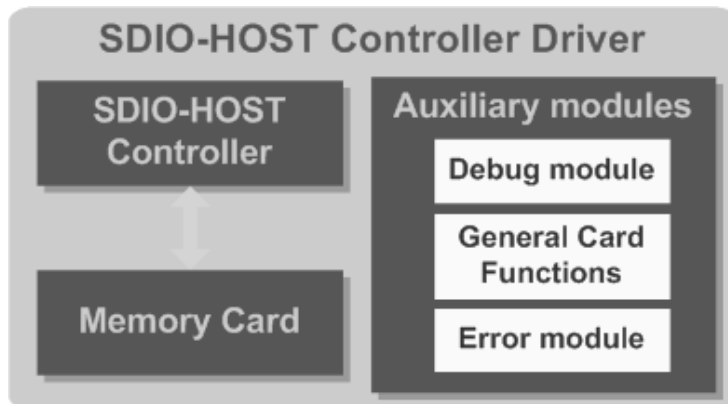 SDIO-HOST Controller Driver
SDIO-HOST
Controller
Memory Card
Auxiliary modules
Debug module
General Card
Functions
Error module